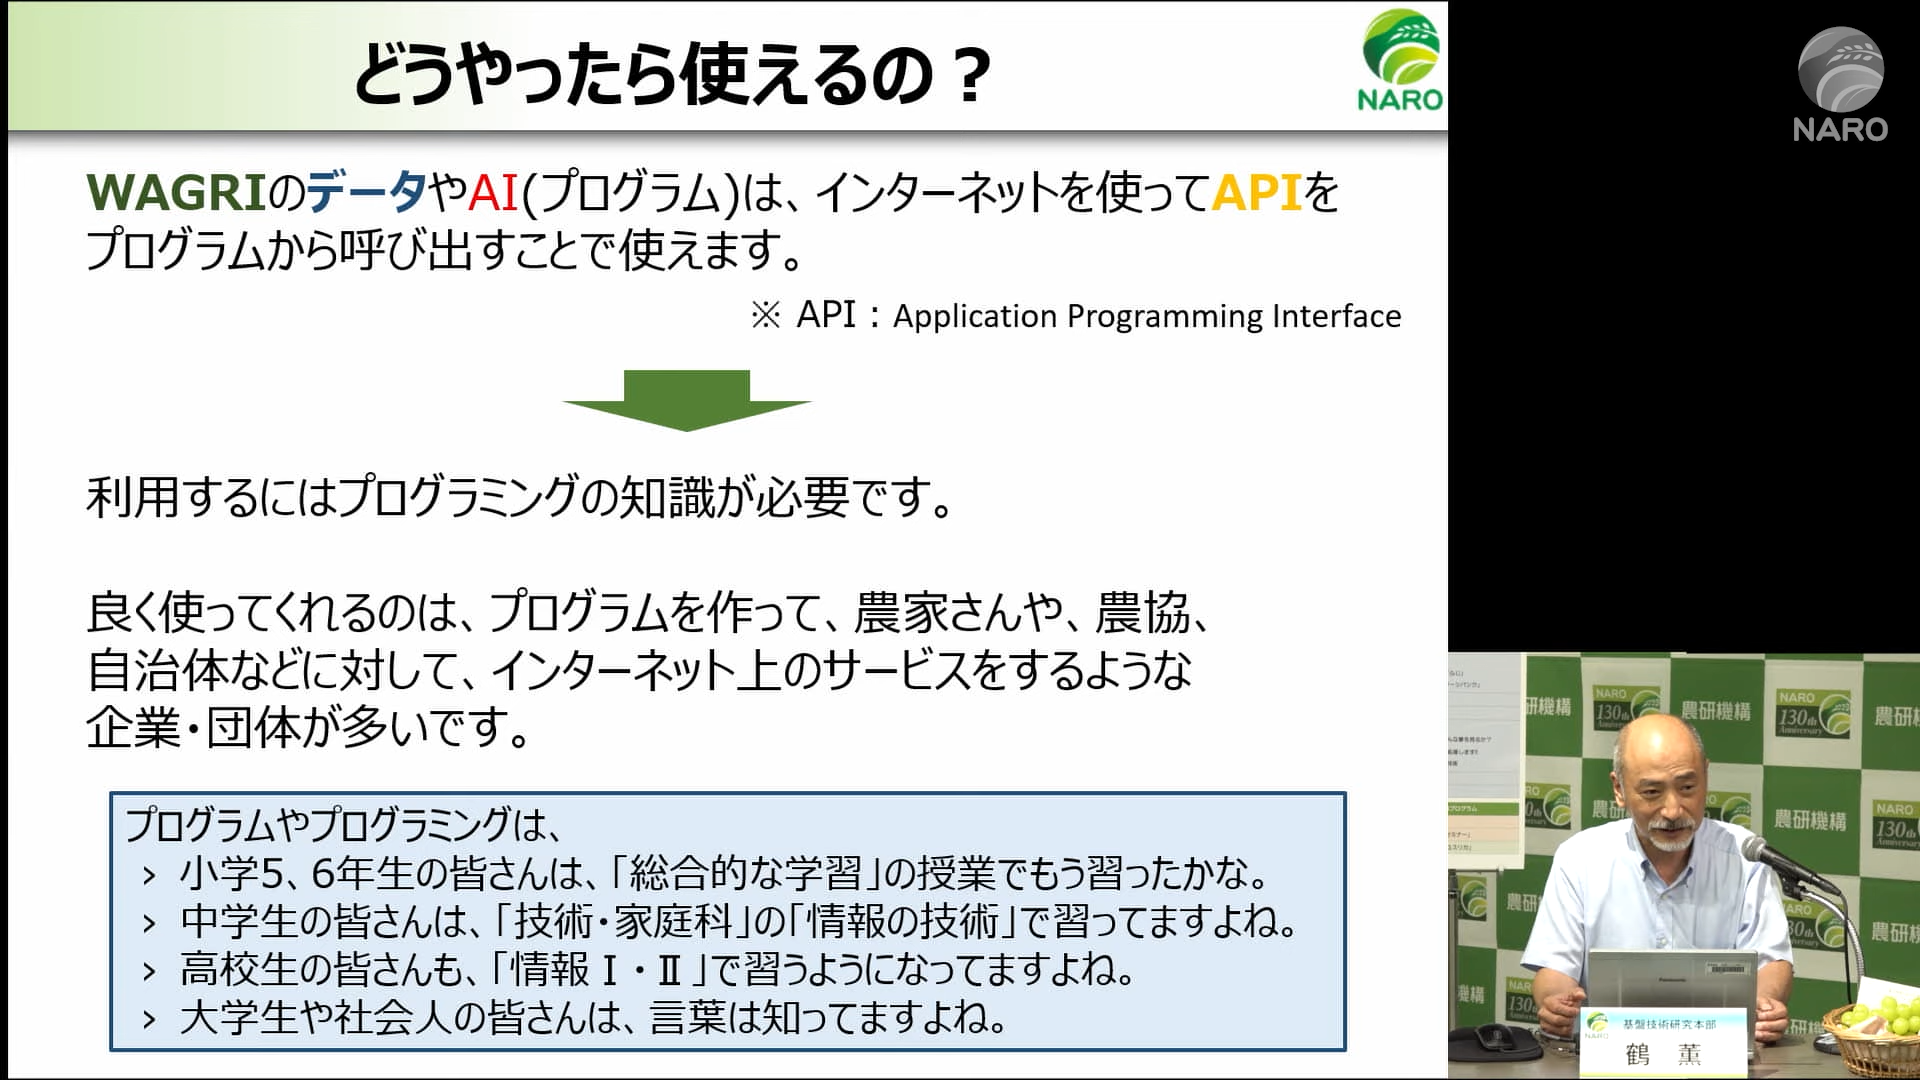 どうやったら使えるの？
NARO
NARO
WAGRIのデータやAI(プログラム)は、インターネットを使ってAPIを
プログラムから呼び出すことで使えます。
※ API：Application Programming Interface
利用するにはプログラミングの知識が必要です。
良く使ってくれるのは、プログラムを作って、農家さんや、農協、
自治体などに対して、インターネット上のサービスをするような
企業・団体が多いです。
プログラムやプログラミングは、
› 小学5、6年生の皆さんは、「総合的な学習」の授業でもう習ったかな。
› 中学生の皆さんは、「技術・家庭科」の「情報の技術」で習ってますよね。
› 高校生の皆さんも、「情報Ⅰ・Ⅱ」で習うようになってますよね。
› 大学生や社会人の皆さんは、言葉は知ってますよね。
研機構
NARO
130th
Anniversary
農研機構
NARO
130th
Anniversary
農研機構
NARO
130th
農研機構
Panasonic
基盤技術研究本部
鶴 薫